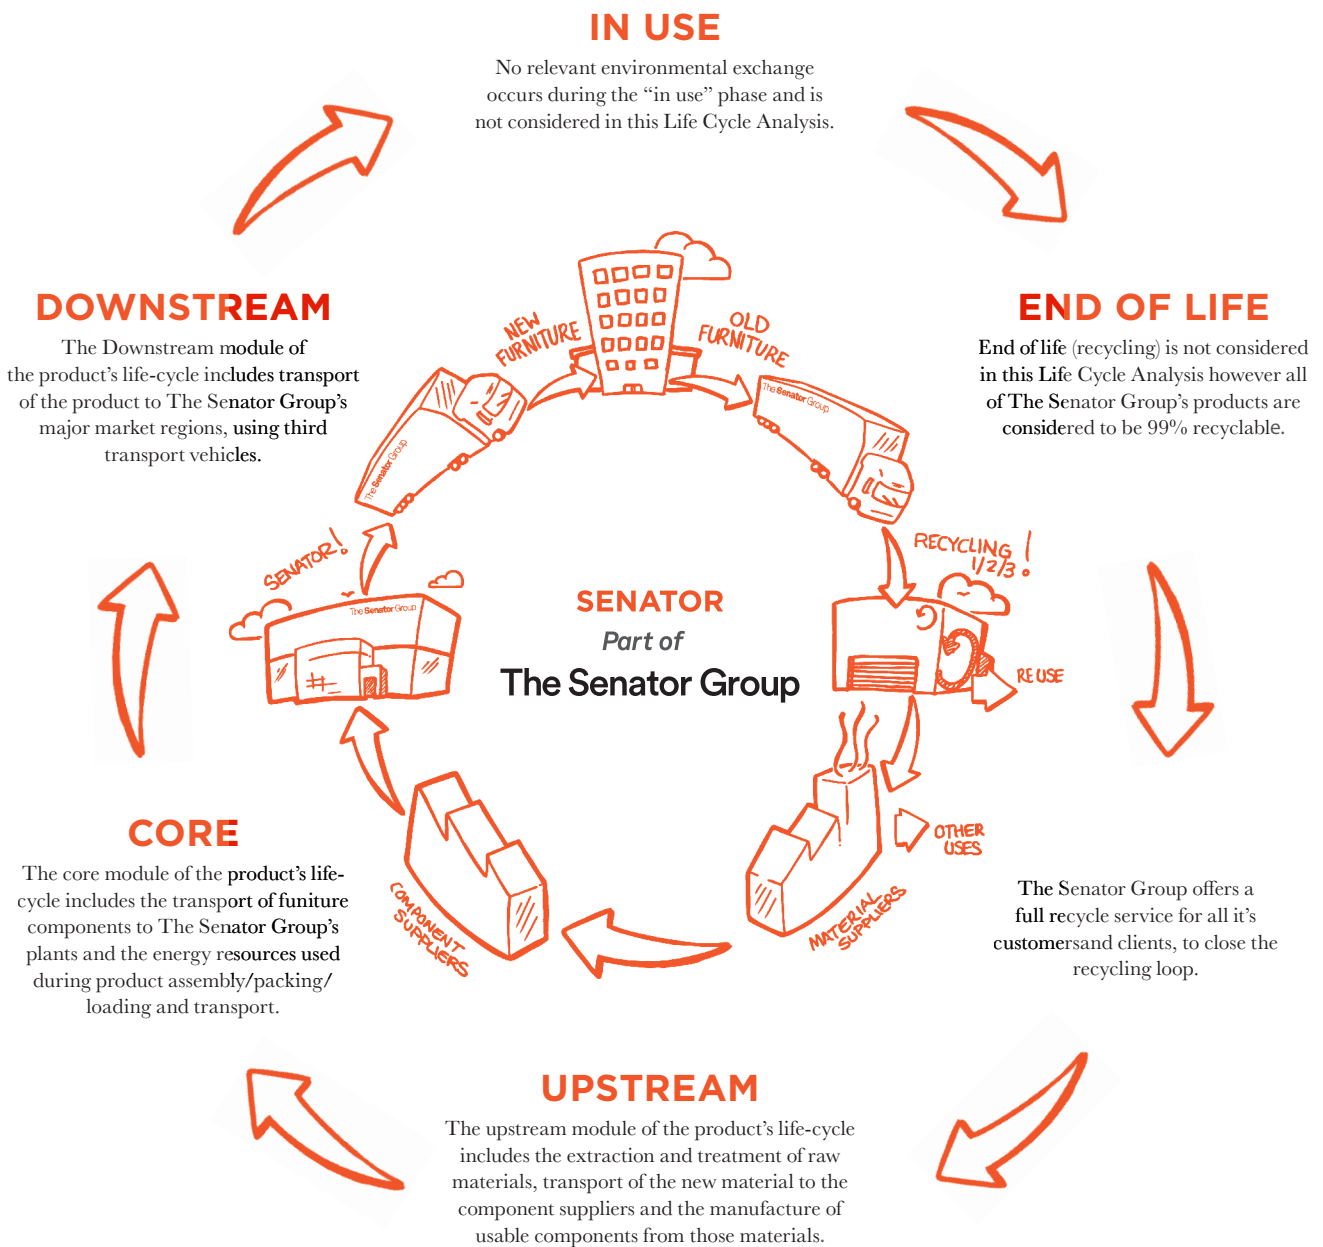 IN USE
No relevant environmental exchange
occurs during the “in use” phase and is
not considered in this Life Cycle Analysis.
DOWNSTREAM
The Downstream module of
the product’s life-cycle includes transport
of the product to The Senator Group’s
major market regions, using third
transport vehicles.
END OF LIFE
End of life (recycling) is not considered
in this Life Cycle Analysis however all
of The Senator Group’s products are
considered to be 99% recyclable.
NEW
FURNITURE
OLD
FURNITURE
The Senator Group
The Senator Group
SENATOR!
The Senator Group
RECYCLING
1/2/3!
RE USE
SENATOR
Part of
The Senator Group
CORE
The core module of the product’s life-
cycle includes the transport of funiture
components to The Senator Group’s
plants and the energy resources used
during product assembly/packing/
loading and transport.
COMPONENT
SUPPLIERS
MATERIAL
SUPPLIERS
OTHER
USES
The Senator Group offers a
full recycle service for all it’s
customersand clients, to close the
recycling loop.
UPSTREAM
The upstream module of the product’s life-cycle
includes the extraction and treatment of raw
materials, transport of the new material to the
component suppliers and the manufacture of
usable components from those materials.